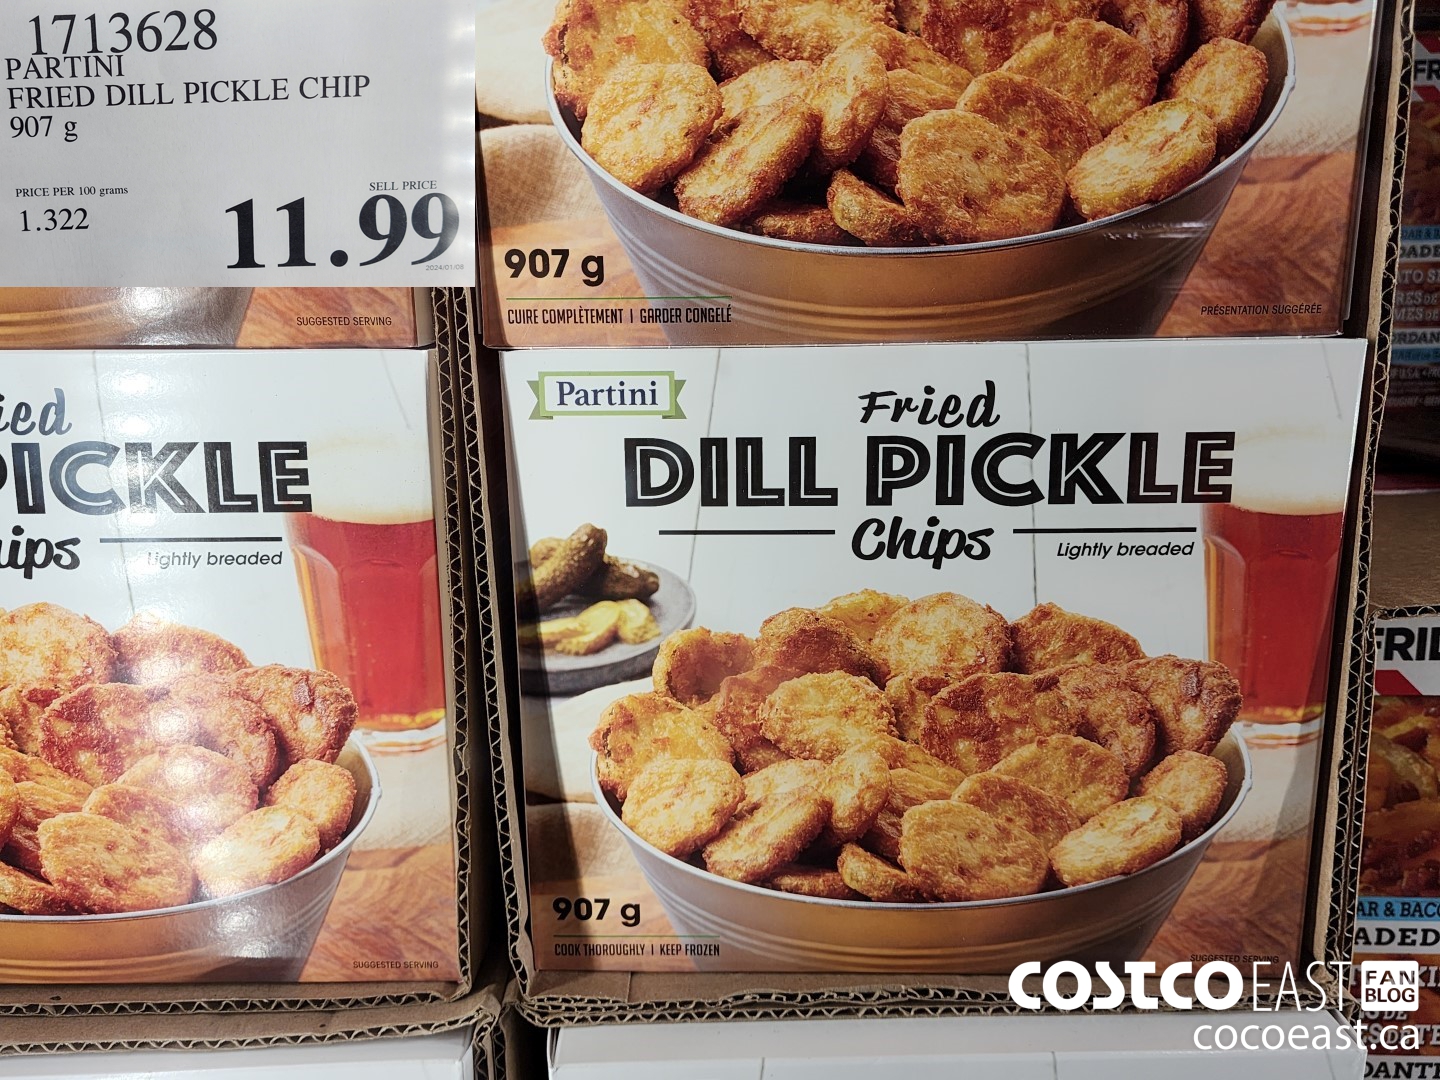 1713628
PARTINI
FRIED DILL PICKLE CHIP
907 g
PRICE PER 100 grams
1.322
SELL PRICE
11.99
2024/01/08
907 g
CUIRE COMPLÈTEMENT | GARDER CONGELÉ
PRÉSENTATION SUGGÉRÉE
SUGGESTED SERVING
PICKLE
Lightly breaded
SUGGESTED SERVING
Partini
Fried
DILL PICKLE
Chips
Lightly breaded
907 g
COOK THOROUGHLY | KEEP FROZEN
SUGGESTED SERVING
COSTCO EAST FAN BLOG
cocoeast.ca